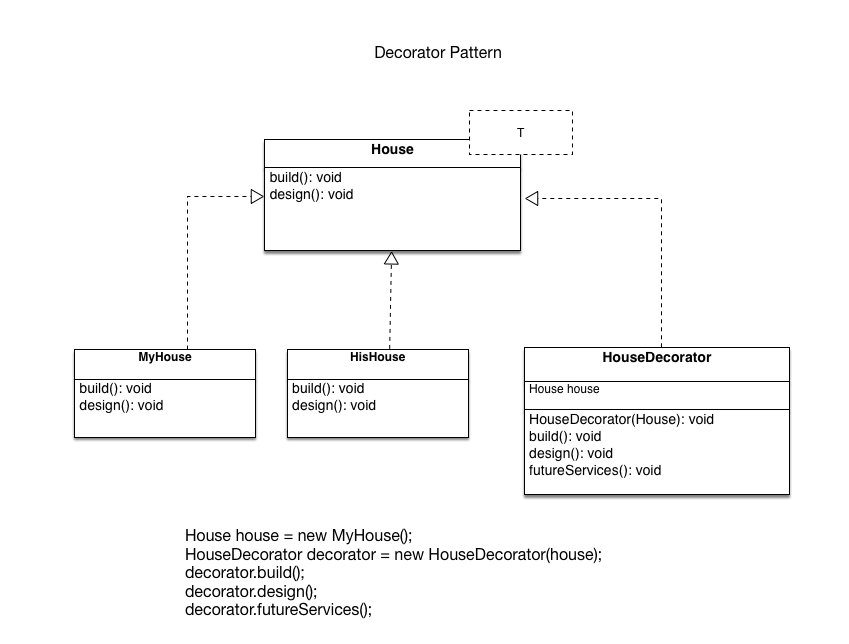 Decorator Pattern
T
House
build(): void
design(): void
MyHouse
build(): void
design(): void
HisHouse
build(): void
design(): void
HouseDecorator
House house
HouseDecorator(House): void
build(): void
design(): void
futureServices(): void
House house = new MyHouse();
HouseDecorator decorator = new HouseDecorator(house);
decorator.build();
decorator.design();
decorator.futureServices();